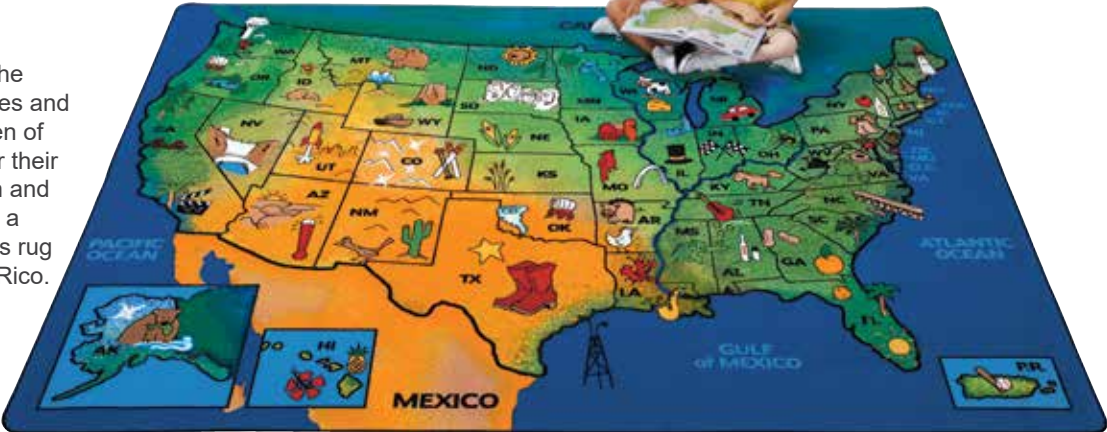 he
es and
en of
r their
n and
a
s rug
Rico.
WA
MT
ND
OR
ID
SD
MN
WI
MI
NY
WY
IA
PA
NV
NE
IN
OH
CA
UT
CO
KS
MO
IL
KY
VA
AZ
NM
OK
AR
TN
NC
SC
MS
TX
LA
AL
GA
FL
PACIFIC
OCEAN
ATLANTIC
OCEAN
AK
HI
GULF
of MEXICO
P.R.
MEXICO